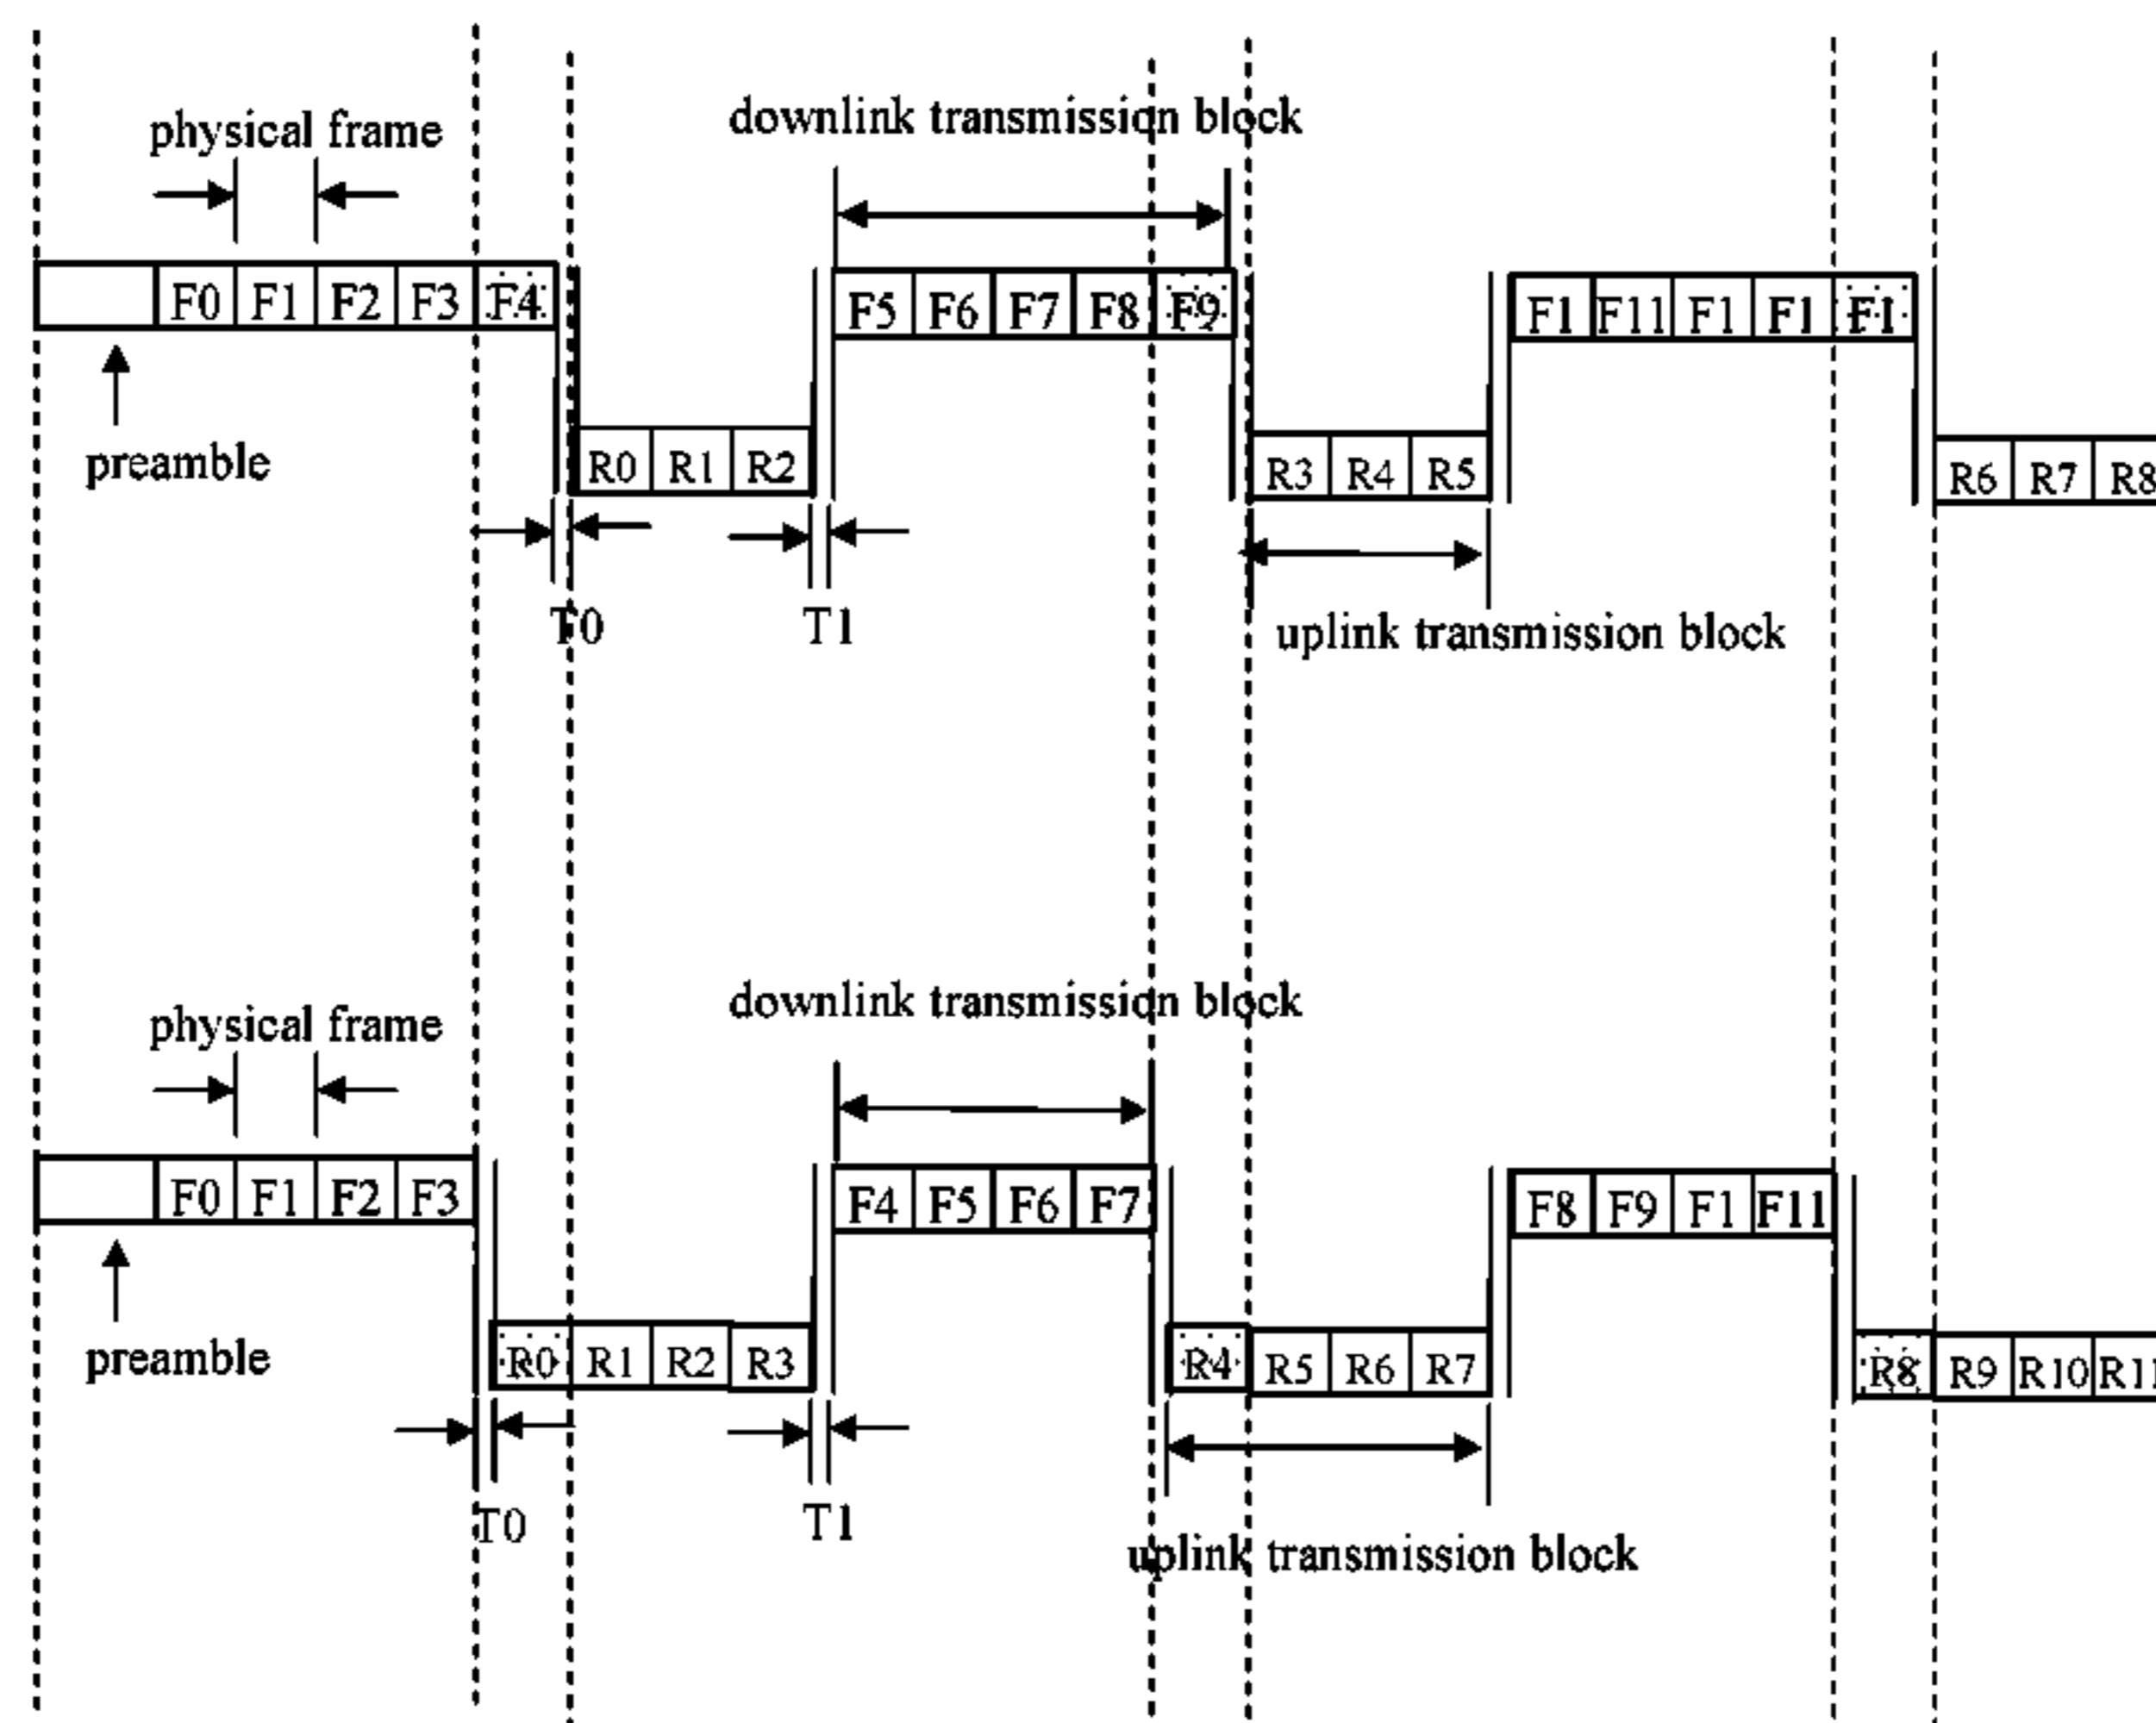 downlink transmission block
physical frame
F0 F1 F2 F3 F4
F5 F6 F7 F8 F9
F1 F11 F1 F1 F1
preamble
R0 R1 R2
R3 R4 R5
R6 R7 R8
T0
T1
uplink transmission block
downlink transmission block
physical frame
F0 F1 F2 F3
F4 F5 F6 F7
F8 F9 F1 F11
preamble
R0 R1 R2 R3
R4 R5 R6 R7
R8 R9 R10 R11
T0
T1
uplink transmission block